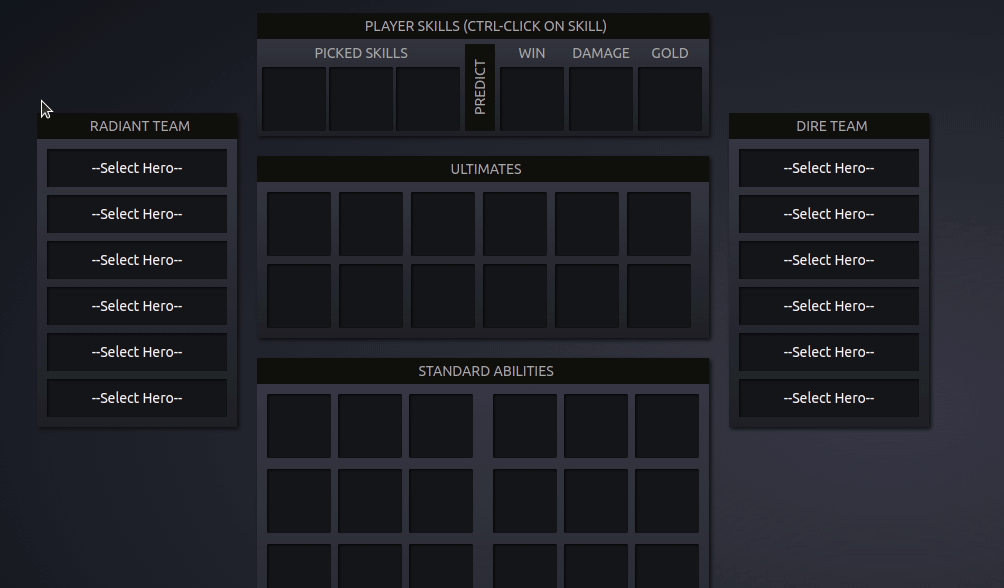 PLAYER SKILLS (CTRL-CLICK ON SKILL)
PICKED SKILLS
PREDICT
WIN
DAMAGE
GOLD
RADIANT TEAM
--Select Hero--
--Select Hero--
--Select Hero--
--Select Hero--
--Select Hero--
--Select Hero--
ULTIMATES
STANDARD ABILITIES
DIRE TEAM
--Select Hero--
--Select Hero--
--Select Hero--
--Select Hero--
--Select Hero--
--Select Hero--